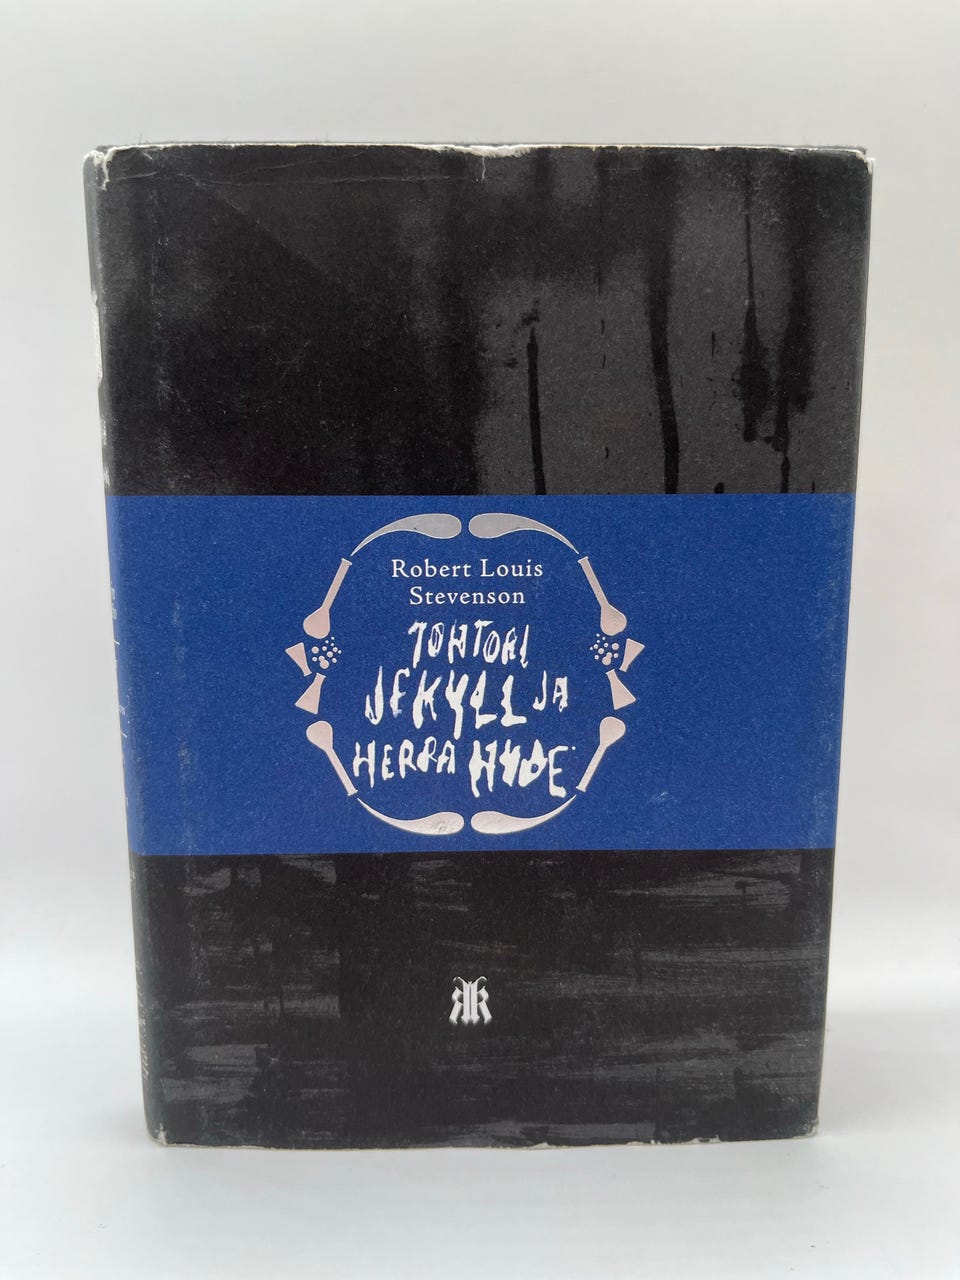 Robert Louis
Stevenson
TOHTORI
JEKYLL JA
HERRA HYDE